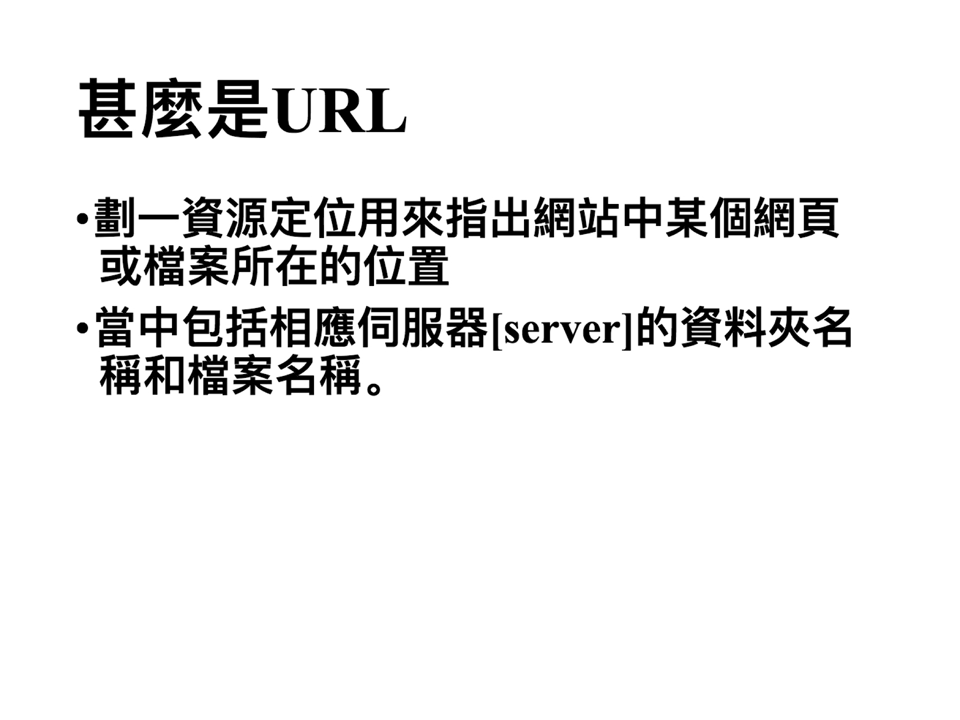 甚麼是URL
•劃一資源定位用來指出網站中某個網頁
或檔案所在的位置
•當中包括相應伺服器[server]的資料夾名
稱和檔案名稱。